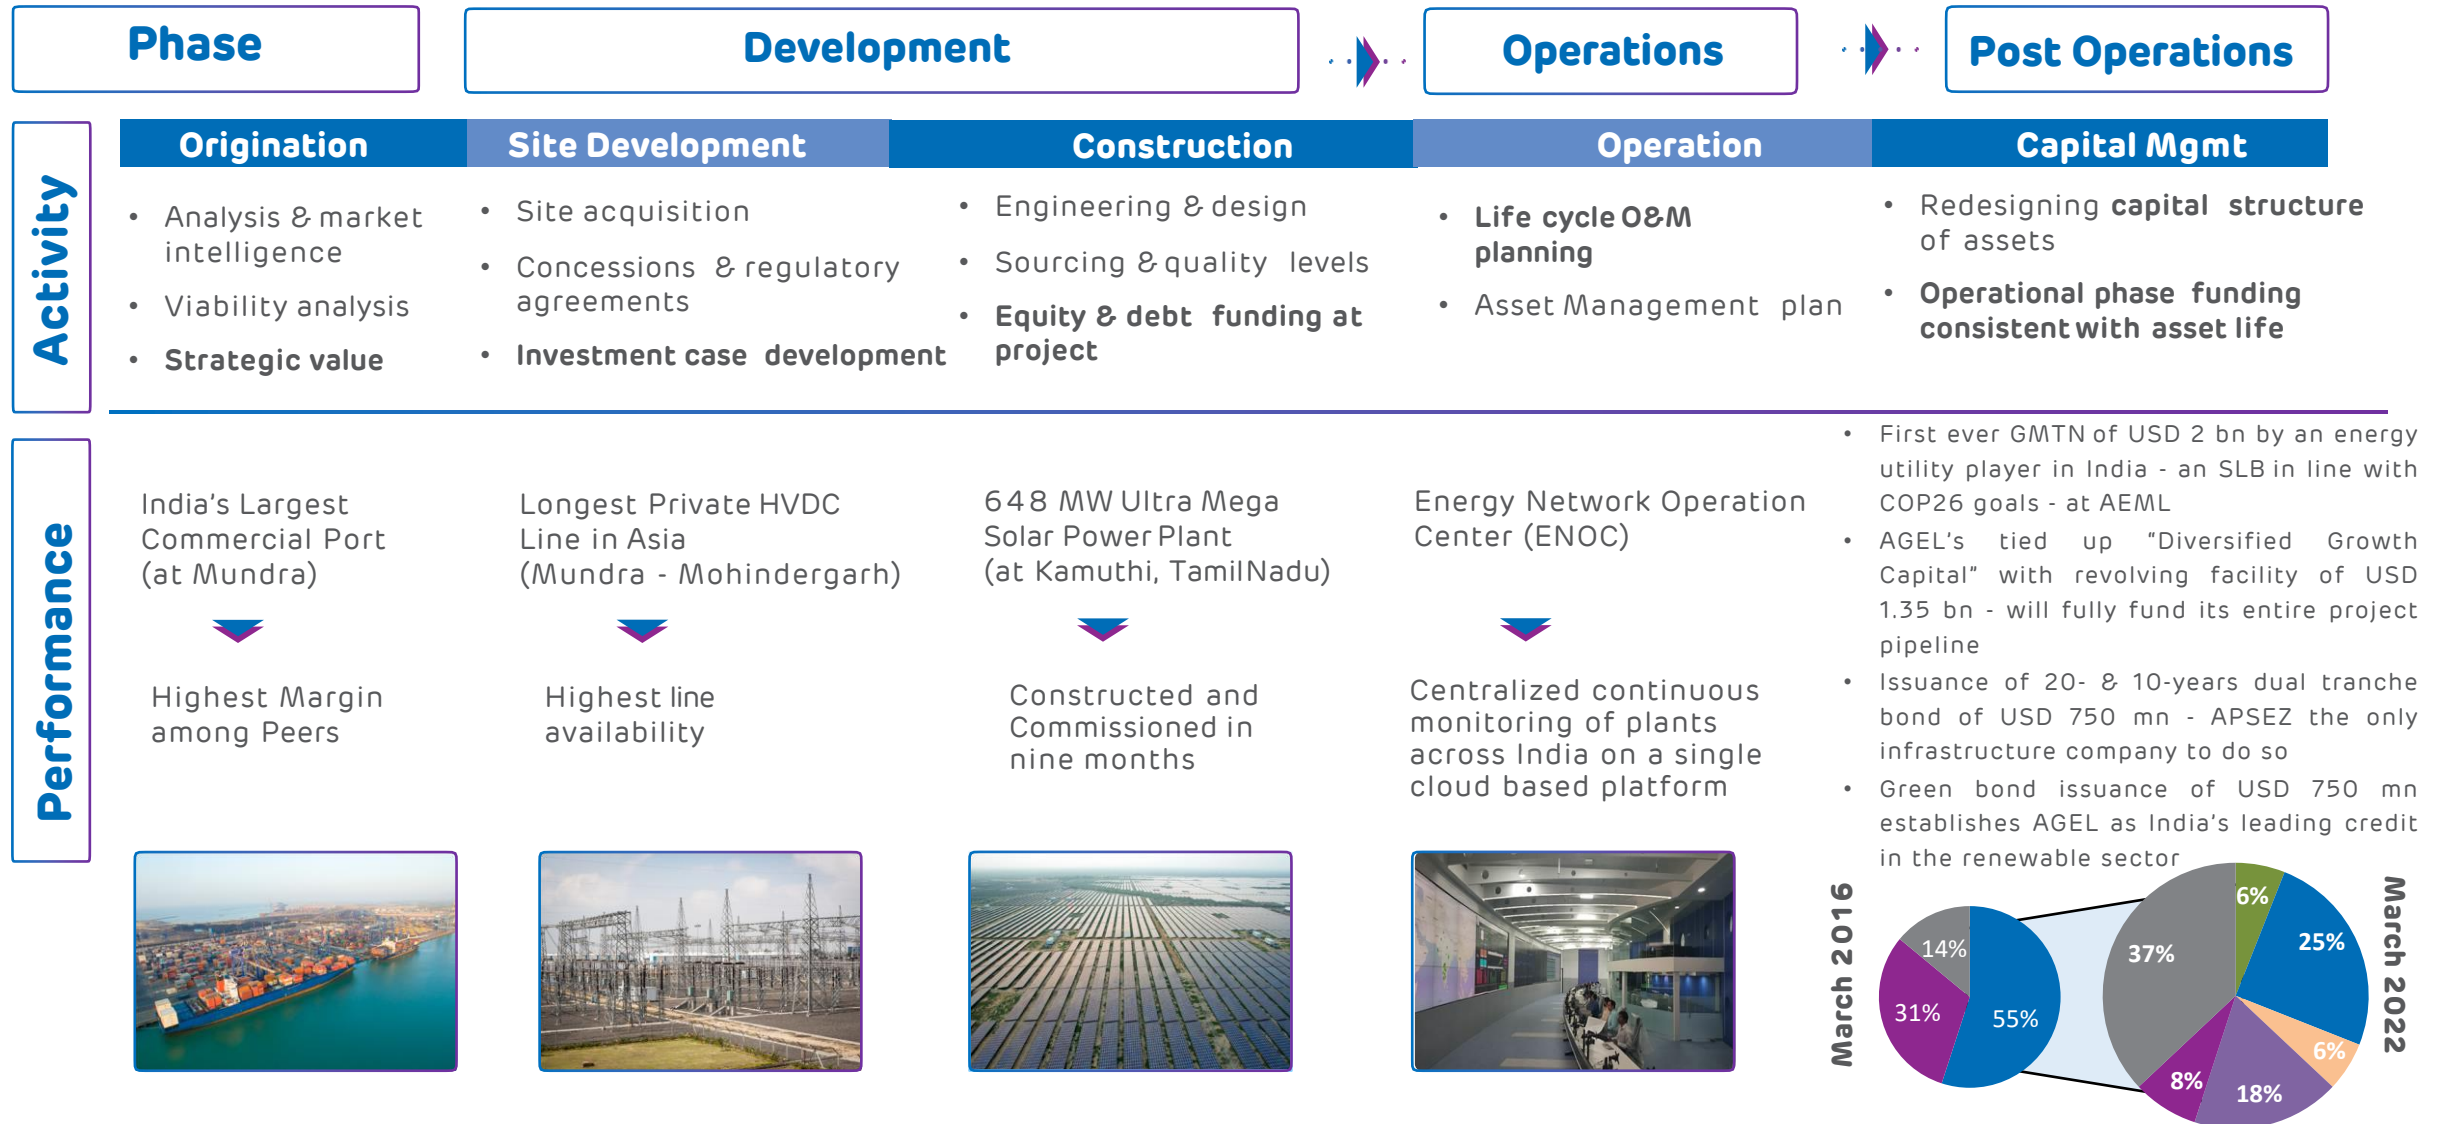 Phase
Development
Operations
Post Operations
Activity
Origination
Site Development
Construction
Operation
Capital Mgmt
• Analysis & market
intelligence
• Viability analysis
• Strategic value
• Site acquisition
• Concessions & regulatory
agreements
• Investment case development
• Engineering & design
• Sourcing & quality levels
• Equity & debt funding at
project
• Life cycle O&M
planning
• Asset Management plan
• Redesigning capital structure
of assets
• Operational phase funding
consistent with asset life
Performance
India's Largest
Commercial Port
(at Mundra)
Highest Margin
among Peers
Longest Private HVDC
Line in Asia
(Mundra - Mohindergarh)
Highest line
availability
648 MW Ultra Mega
Solar Power Plant
(at Kamuthi, TamilNadu)
Constructed and
Commissioned in
nine months
Energy Network Operation
Center (ENOC)
Centralized continuous
monitoring of plants
across India on a single
cloud based platform
• First ever GMTN of USD 2 bn by an energy
utility player in India - an SLB in line with
COP26 goals - at AEML
• AGEL's tied up "Diversified Growth
Capital" with revolving facility of USD
1.35 bn - will fully fund its entire project
pipeline
• Issuance of 20- & 10-years dual tranche
bond of USD 750 mn - APSEZ the only
infrastructure company to do so
• Green bond issuance of USD 750 mn
establishes AGEL as India's leading credit
in the renewable sector
March 2016
14%
31%
55%
6%
25%
37%
6%
8%
18%
March 2022